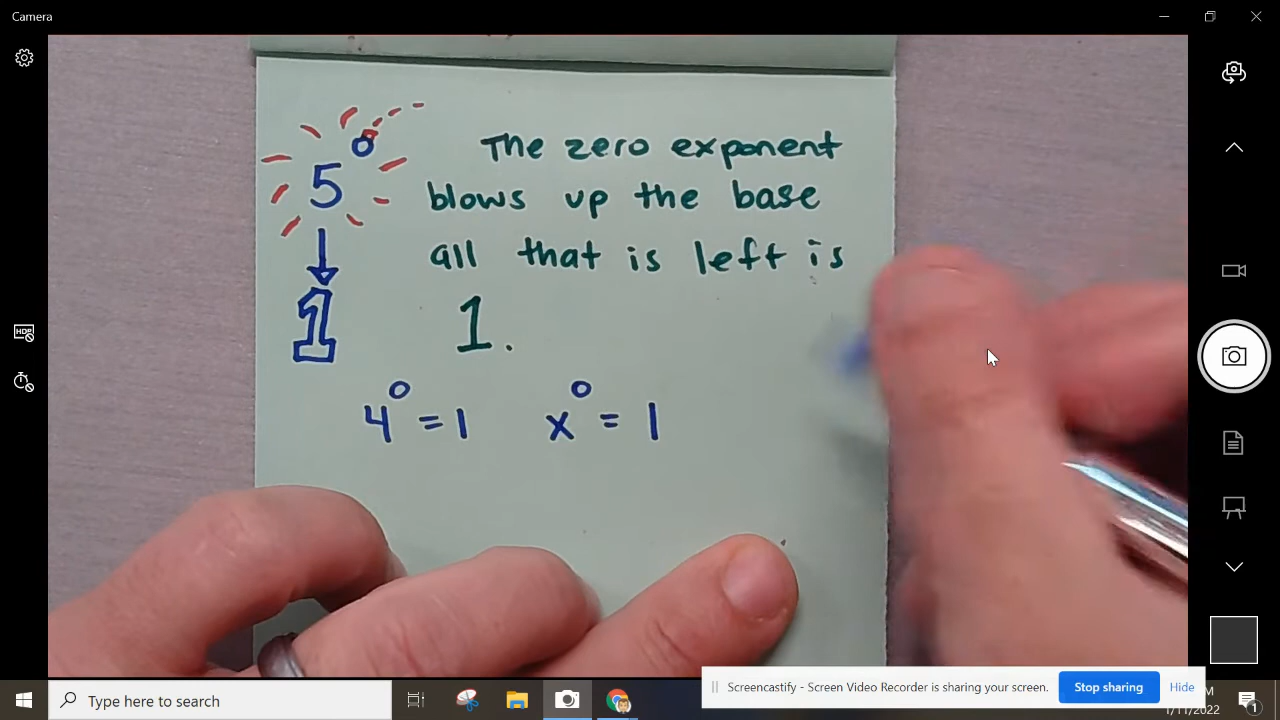 Camera
5⁰
The zero exponent
blows up the base
all that is left is
1
1.
4⁰ = 1 x⁰ = 1
Screencastify - Screen Video Recorder is sharing your screen.
Stop sharing
Hide
Type here to search
M
1/11/2022
1